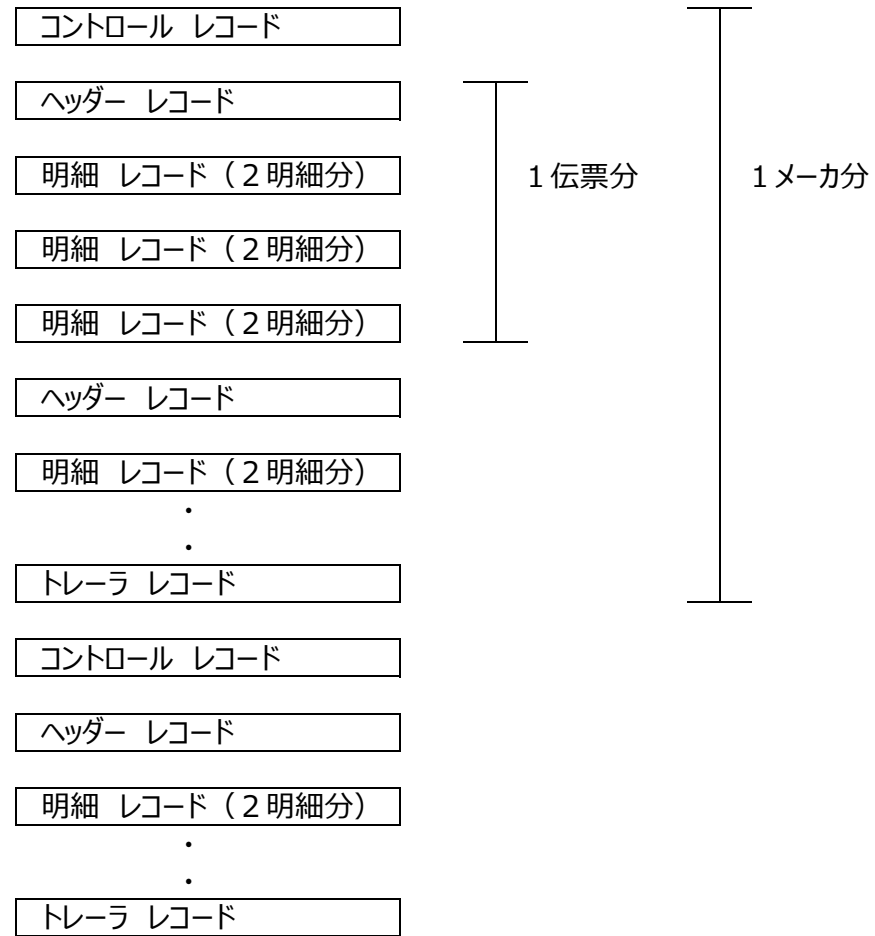 コントロール レコード
ヘッダー レコード
明細 レコード（２明細分）
１伝票分
１メーカ分
明細 レコード（２明細分）
明細 レコード（２明細分）
ヘッダー レコード
明細 レコード（２明細分）
・
・
トレーラ レコード
コントロール レコード
ヘッダー レコード
明細 レコード（２明細分）
・
・
トレーラ レコード